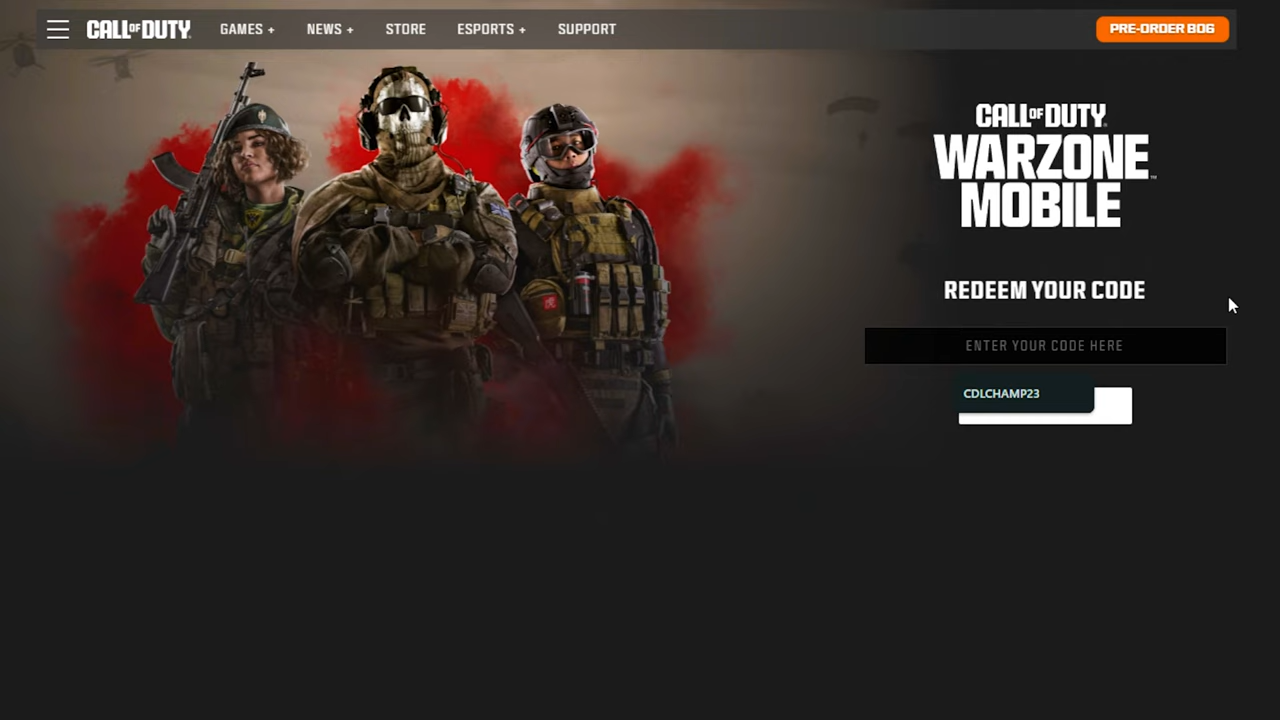 CALL OF DUTY
GAMES +
NEWS +
STORE
ESPORTS +
SUPPORT
PRE-ORDER BO6
CALL OF DUTY
WARZONE
MOBILE
REDEEM YOUR CODE
ENTER YOUR CODE HERE
CDLCHAMP23